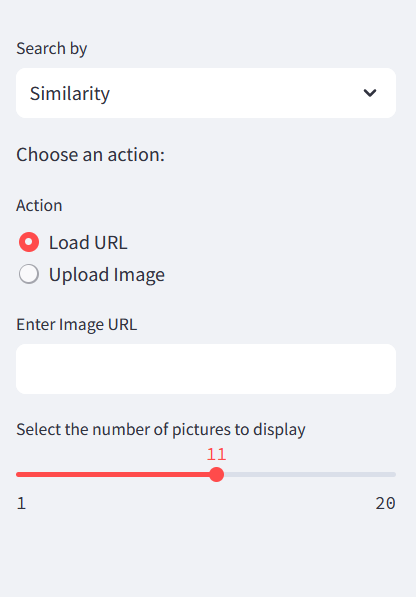 Search by
Similarity
Choose an action:
Action
Load URL
Upload Image
Enter Image URL
Select the number of pictures to display
11
1 20